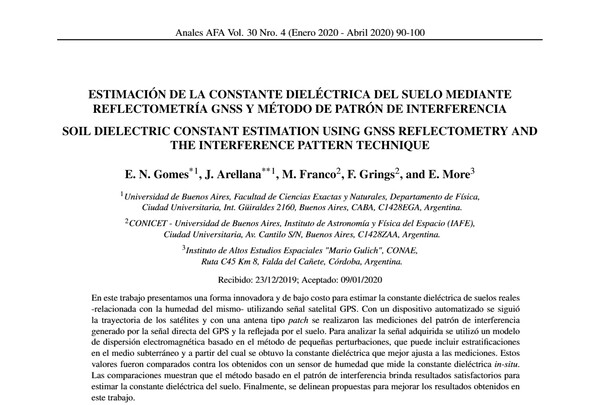 Anales AFA Vol. 30 Nro. 4 (Enero 2020 - Abril 2020) 90-100
ESTIMACIÓN DE LA CONSTANTE DIELÉCTRICA DEL SUELO MEDIANTE
REFLECTOMETRÍA GNSS Y MÉTODO DE PATRÓN DE INTERFERENCIA
SOIL DIELECTRIC CONSTANT ESTIMATION USING GNSS REFLECTOMETRY AND
THE INTERFERENCE PATTERN TECHNIQUE
E. N. Gomes*1, J. Arellana**1, M. Franco2, F. Grings2, and E. More3
1Universidad de Buenos Aires, Facultad de Ciencias Exactas y Naturales, Departamento de Física,
Ciudad Universitaria, Int. Güiraldes 2160, Buenos Aires, CABA, C1428EGA, Argentina.
2CONICET - Universidad de Buenos Aires, Instituto de Astronomía y Física del Espacio (IAFE),
Ciudad Universitaria, Av. Cantilo S/N, Buenos Aires, C1428ZAA, Argentina.
3Instituto de Altos Estudios Espaciales "Mario Gulich", CONAE,
Ruta C45 Km 8, Falda del Cañete, Córdoba, Argentina.
Recibido: 23/12/2019; Aceptado: 09/01/2020
En este trabajo presentamos una forma innovadora y de bajo costo para estimar la constante dieléctrica de suelos reales
-relacionada con la humedad del mismo- utilizando señal satelital GPS. Con un dispositivo automatizado se siguió
la trayectoria de los satélites y con una antena tipo patch se realizaron las mediciones del patrón de interferencia
generado por la señal directa del GPS y la reflejada por el suelo. Para analizar la señal adquirida se utilizó un modelo
de dispersión electromagnética basado en el método de pequeñas perturbaciones, que puede incluir estratificaciones
en el medio subterráneo y a partir del cual se obtuvo la constante dieléctrica que mejor ajusta a las mediciones. Estos
valores fueron comparados contra los obtenidos con un sensor de humedad que mide la constante dieléctrica in-situ.
Las comparaciones muestran que el método basado en el patrón de interferencia brinda resultados satisfactorios para
estimar la constante dieléctrica del suelo. Finalmente, se delinean propuestas para mejorar los resultados obtenidos en
este trabajo.